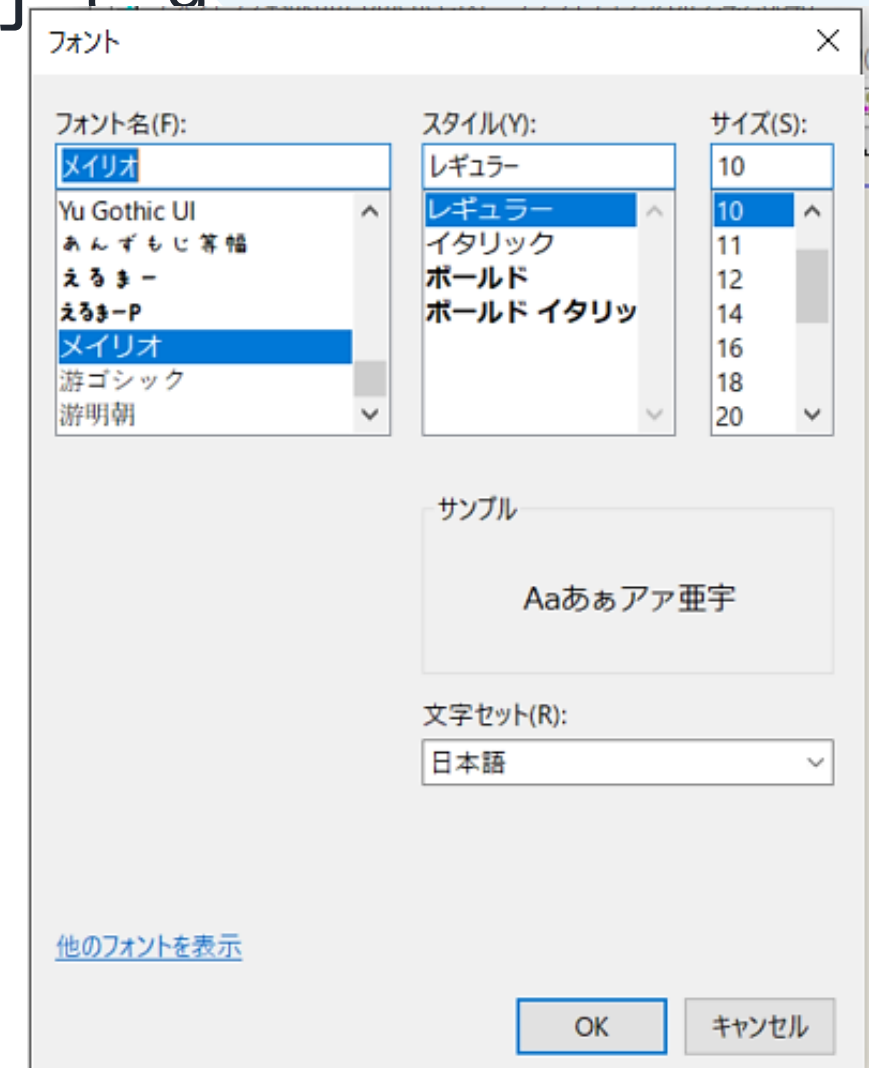 フォント
フォント名(F):
メイリオ
Yu Gothic UI
あんずもじ等幅
えるまー
えるまーP
メイリオ
游ゴシック
游明朝
スタイル(Y):
レギュラー
レギュラー
イタリック
ボールド
ボールド イタリッ
サイズ(S):
10
10
11
12
14
16
18
20
サンプル
Aaあぁアァ亜宇
文字セット(R):
日本語
他のフォントを表示
OK
キャンセル